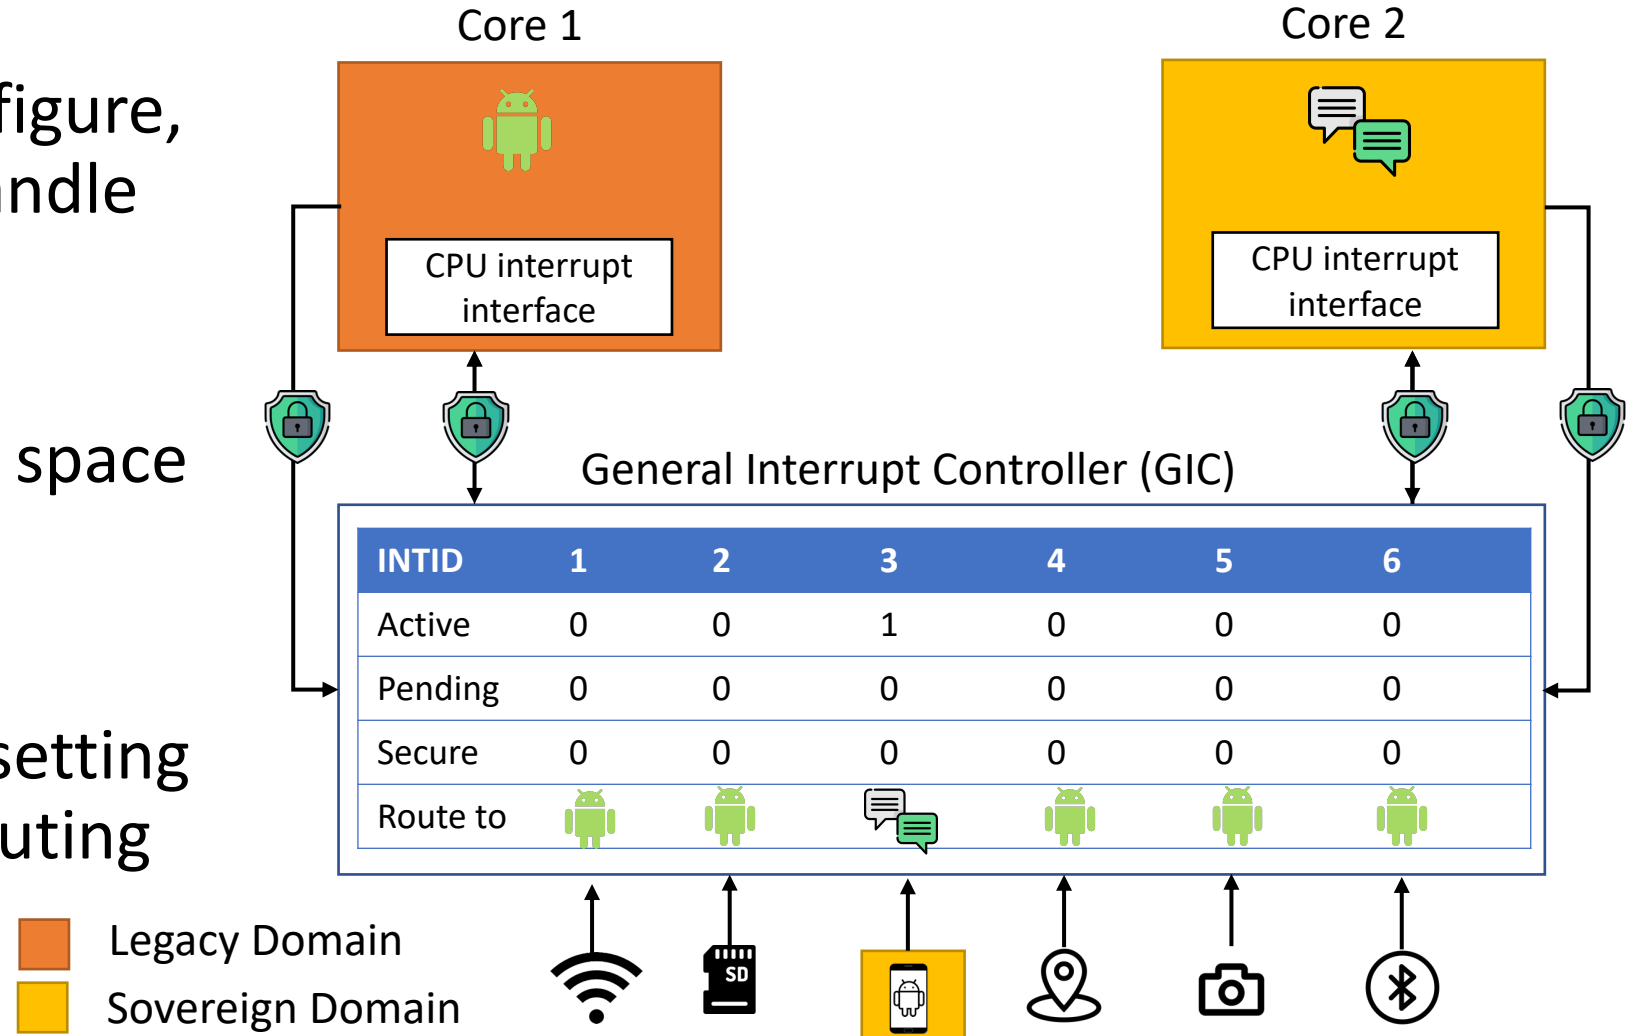 Core 1
Core 2
figure,
andle
CPU interrupt
interface
CPU interrupt
interface
space
General Interrupt Controller (GIC)
INTID 1 2 3 4 5 6
Active 0 0 1 0 0 0
Pending 0 0 0 0 0 0
Secure 0 0 0 0 0 0
setting
Route to
uting
Legacy Domain
SD
Sovereign Domain